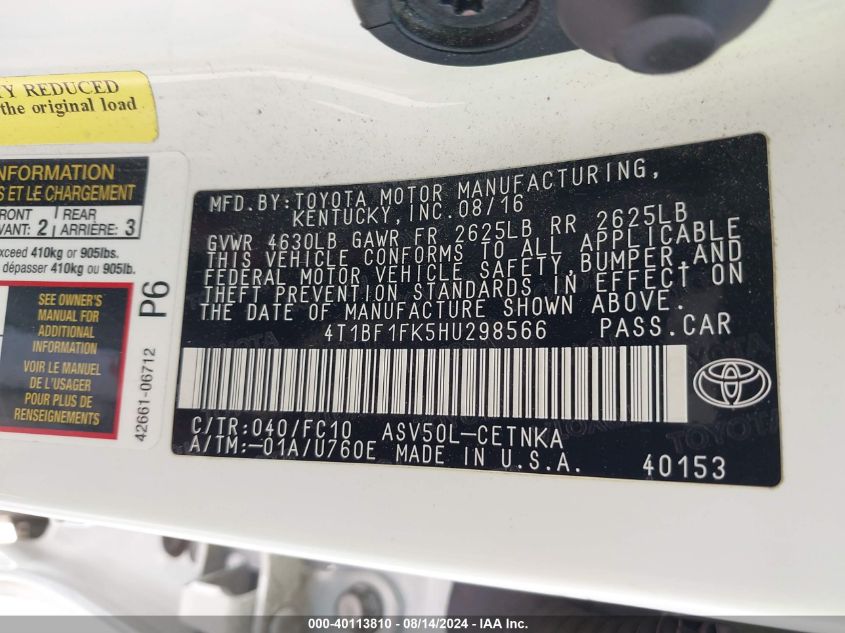 TY REDUCED
the original load
INFORMATION
S ET LE CHARGEMENT
FRONT
VANT: 2
REAR
ARRIÈRE: 3
xceed 410kg or 905lbs.
dépasser 410kg ou 905lb.
SEE OWNER'S
MANUAL FOR
ADDITIONAL
INFORMATION
VOIR LE MANUEL
DE L'USAGER
POUR PLUS DE
RENSEIGNEMENTS
P6
42661-06712
MFD. BY: TOYOTA MOTOR MANUFACTURING,
KENTUCKY, INC. 08/16
GVWR 4630LB GAWR FR 2625LB RR 2625LB
THIS VEHICLE CONFORMS TO ALL APPLICABLE
FEDERAL MOTOR VEHICLE SAFETY, BUMPER, AND
THEFT PREVENTION STANDARDS IN EFFECT ON
THE DATE OF MANUFACTURE SHOWN ABOVE.
4T1BF1FK5HU298566 PASS.CAR
C/TR: 040/FC10 ASV50L-CETNKA
A/TM: -01A/U760E MADE IN U.S.A. 40153
TOYOTA
000-40113810 - 08/14/2024 - IAA Inc.